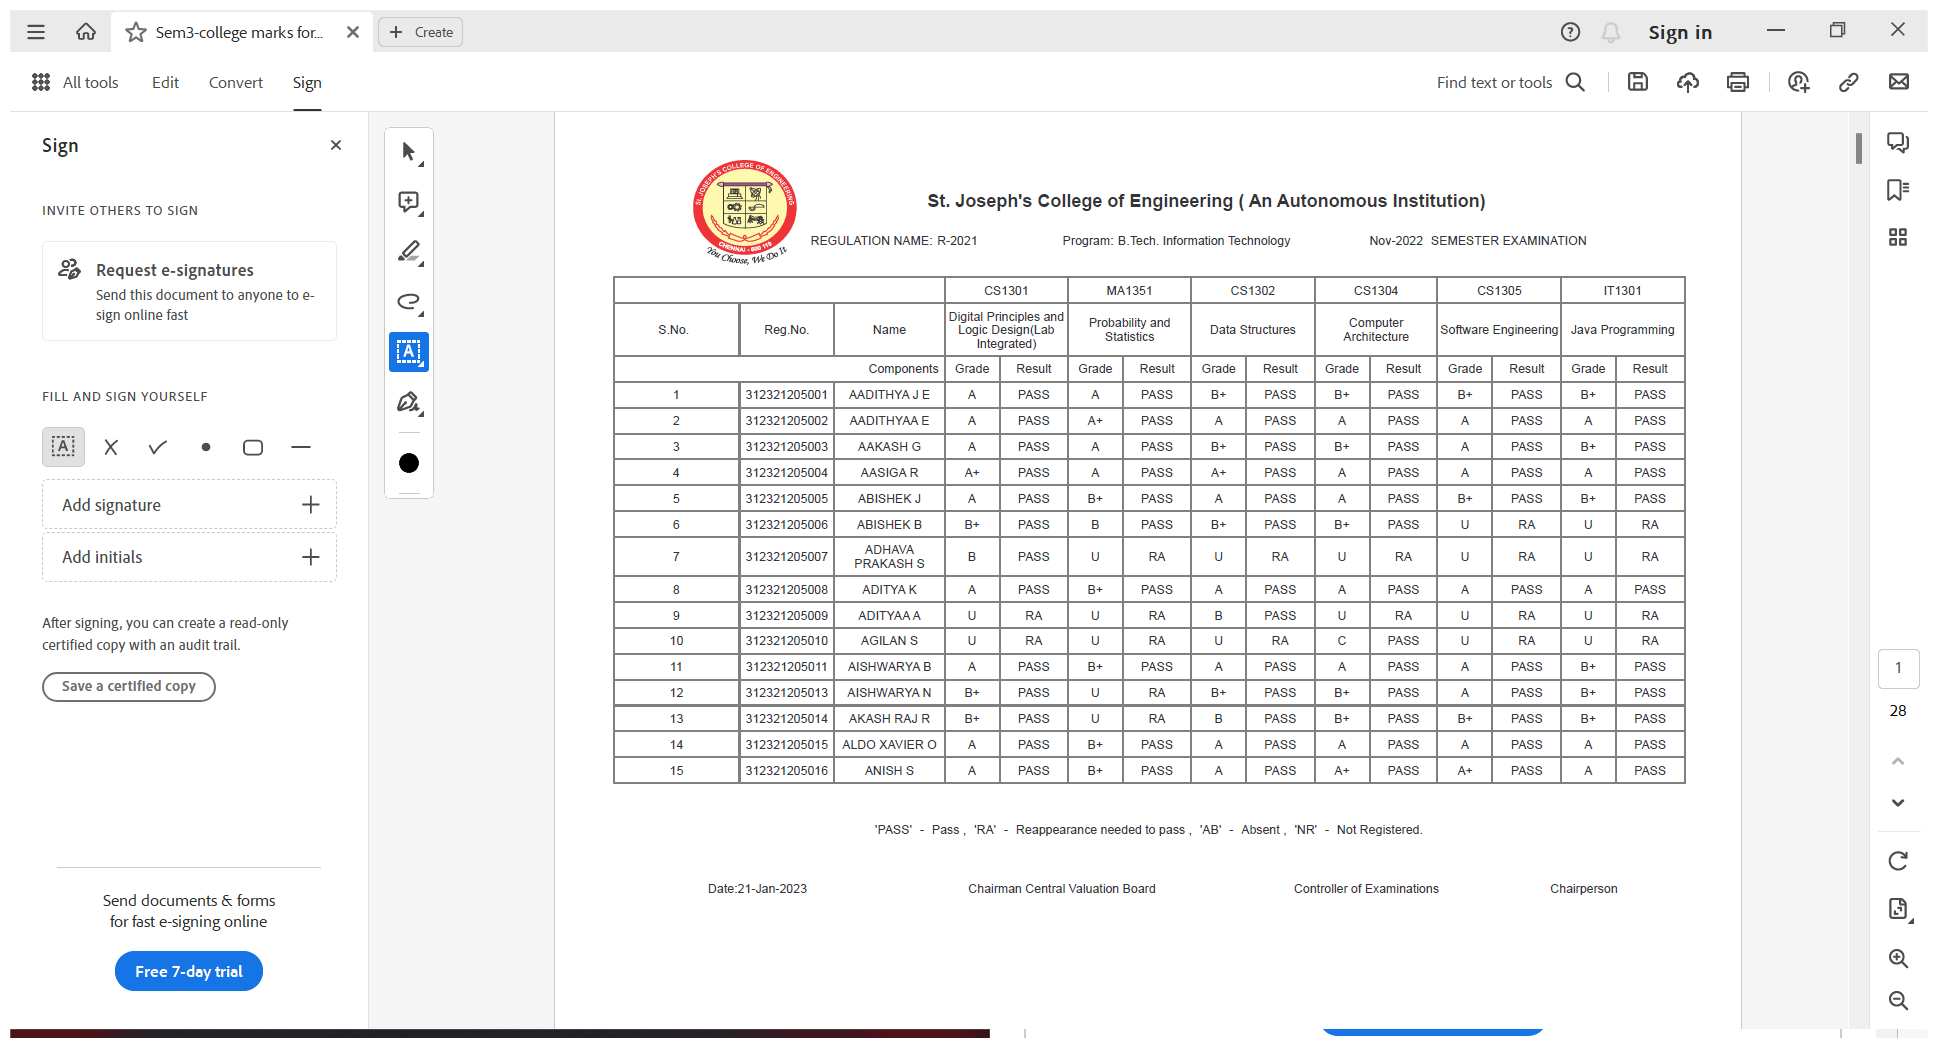 Sem3-college marks for...
Create
Sign in
All tools Edit Convert Sign
Find text or tools
Sign
INVITE OTHERS TO SIGN
Request e-signatures
Send this document to anyone to e-
sign online fast
FILL AND SIGN YOURSELF
A
Add signature
Add initials
After signing, you can create a read-only
certified copy with an audit trail.
Save a certified copy
Send documents & forms
for fast e-signing online
Free 7-day trial
A
ST. JOSEPH'S COLLEGE OF ENGINEERING
CHENNAI - 600 119
You Choose, We Do It
St. Joseph's College of Engineering ( An Autonomous Institution)
REGULATION NAME: R-2021 Program: B.Tech. Information Technology Nov-2022 SEMESTER EXAMINATION
CS1301 MA1351 CS1302 CS1304 CS1305 IT1301
S.No. Reg.No. Name Digital Principles and Logic Design(Lab Integrated) Probability and Statistics Data Structures Computer Architecture Software Engineering Java Programming
Components Grade Result Grade Result Grade Result Grade Result Grade Result Grade Result
1 312321205001 AADITHYA J E A PASS A PASS B+ PASS B+ PASS B+ PASS B+ PASS
2 312321205002 AADITHYAA E A PASS A+ PASS A PASS A PASS A PASS A PASS
3 312321205003 AAKASH G A PASS A PASS B+ PASS B+ PASS A PASS B+ PASS
4 312321205004 AASIGA R A+ PASS A PASS A+ PASS A PASS A PASS A PASS
5 312321205005 ABISHEK J A PASS B+ PASS A PASS A PASS B+ PASS B+ PASS
6 312321205006 ABISHEK B B+ PASS B PASS B+ PASS B+ PASS U RA U RA
7 312321205007 ADHAVA PRAKASH S B PASS U RA U RA U RA U RA U RA
8 312321205008 ADITYA K A PASS B+ PASS A PASS A PASS A PASS A PASS
9 312321205009 ADITYAA A U RA U RA B PASS U RA U RA U RA
10 312321205010 AGILAN S U RA U RA U RA C PASS U RA U RA
11 312321205011 AISHWARYA B A PASS B+ PASS A PASS A PASS A PASS B+ PASS
12 312321205013 AISHWARYA N B+ PASS U RA B+ PASS B+ PASS A PASS B+ PASS
13 312321205014 AKASH RAJ R B+ PASS U RA B PASS B+ PASS B+ PASS B+ PASS
14 312321205015 ALDO XAVIER O A PASS B+ PASS A PASS A PASS A PASS A PASS
15 312321205016 ANISH S A PASS B+ PASS A PASS A+ PASS A+ PASS A PASS
'PASS' - Pass , 'RA' - Reappearance needed to pass , 'AB' - Absent , 'NR' - Not Registered.
Date:21-Jan-2023 Chairman Central Valuation Board Controller of Examinations Chairperson
1
28